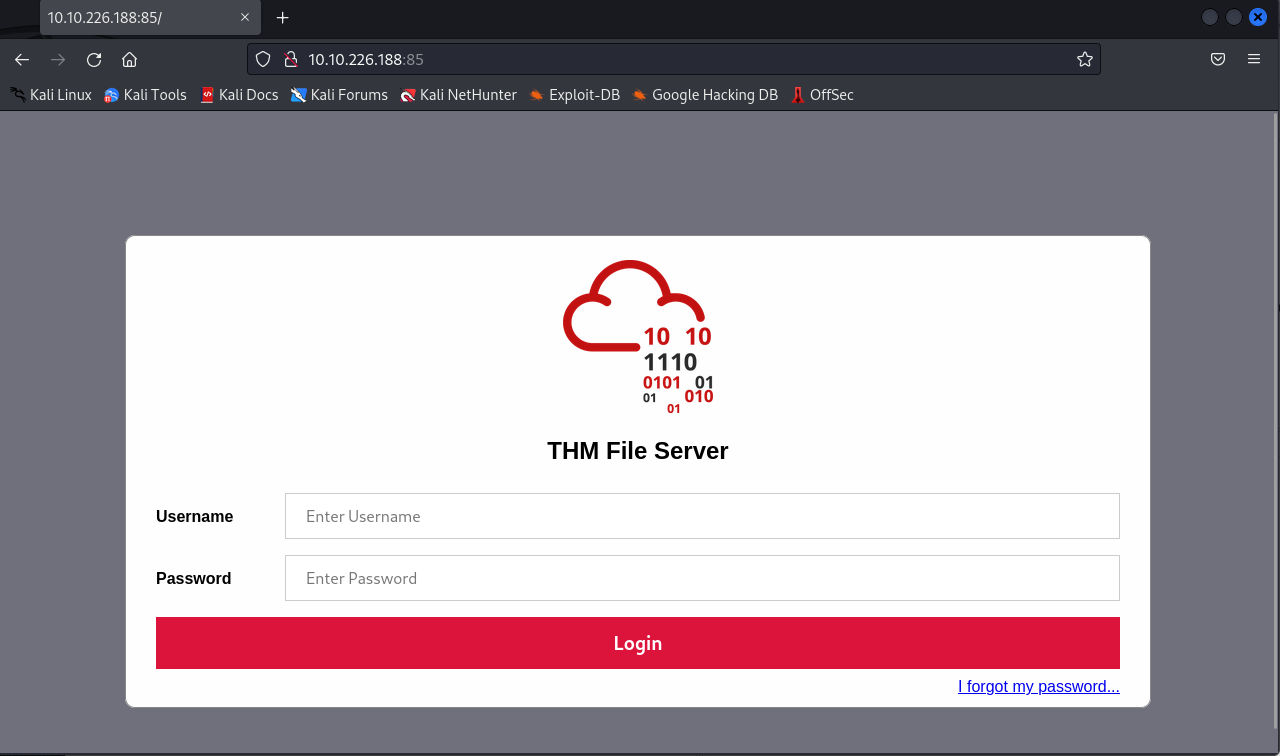 10.10.226.188:85/
10.10.226.188:85
Kali Linux Kali Tools Kali Docs Kali Forums Kali NetHunter Exploit-DB Google Hacking DB OffSec
10 10
1110
0101 01
01 010
01
THM File Server
Username Enter Username
Password Enter Password
Login
I forgot my password...